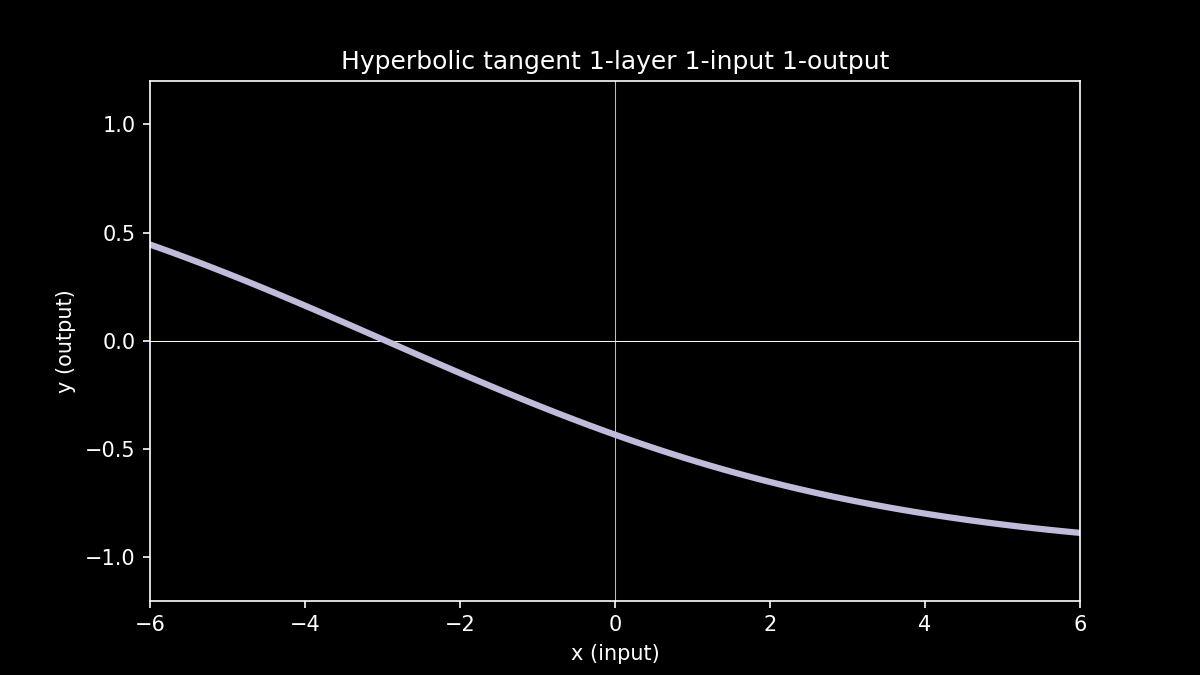 Hyperbolic tangent 1-layer 1-input 1-output
1.0
0.5
0.0
−0.5
−1.0
y (output)
−6 −4 −2 0 2 4 6
x (input)